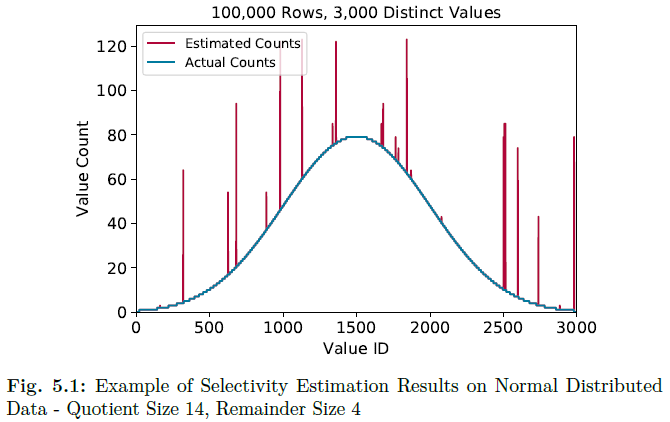 100,000 Rows, 3,000 Distinct Values
Estimated Counts
Actual Counts
Value Count
120
100
80
60
40
20
0
0 500 1000 1500 2000 2500 3000
Value ID
Fig. 5.1: Example of Selectivity Estimation Results on Normal Distributed
Data - Quotient Size 14, Remainder Size 4